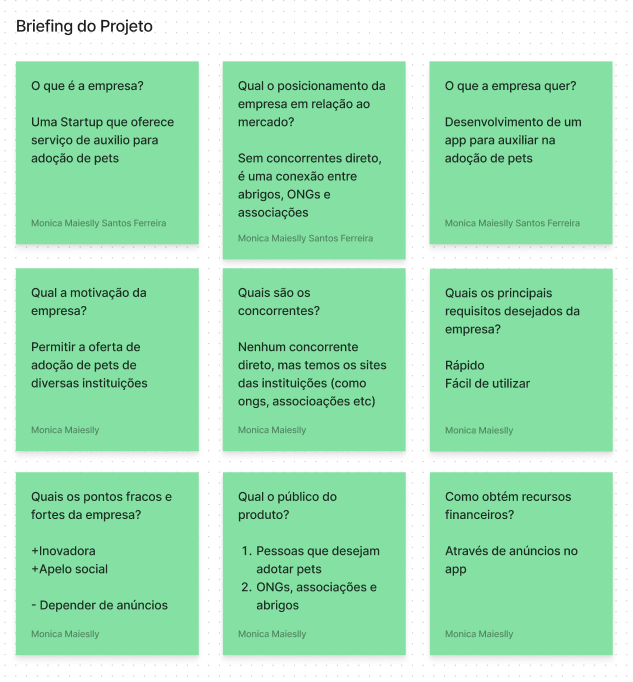 Briefing do Projeto
O que é a empresa?
Uma Startup que oferece
serviço de auxilio para
adoção de pets
Monica Maieslly Santos Ferreira
Qual o posicionamento da
empresa em relação ao
mercado?
Sem concorrentes direto,
é uma conexão entre
abrigos, ONGs e
associações
Monica Maieslly Santos Ferreira
O que a empresa quer?
Desenvolvimento de um
app para auxiliar na
adoção de pets
Monica Maieslly Santos Ferreira
Qual a motivação da
empresa?
Permitir a oferta de
adoção de pets de
diversas instituições
Monica Maieslly
Quais são os
concorrentes?
Nenhum concorrente
direto, mas temos os sites
das instituições (como
ongs, associoações etc)
Monica Maieslly
Quais os principais
requisitos desejados da
empresa?
Rápido
Fácil de utilizar
Monica Maieslly
Quais os pontos fracos e
fortes da empresa?
+Inovadora
+Apelo social
- Depender de anúncios
Monica Maieslly
Qual o público do
produto?
1. Pessoas que desejam
adotar pets
2. ONGs, associações e
abrigos
Monica Maieslly
Como obtém recursos
financeiros?
Através de anúncios no
app
Monica Maieslly